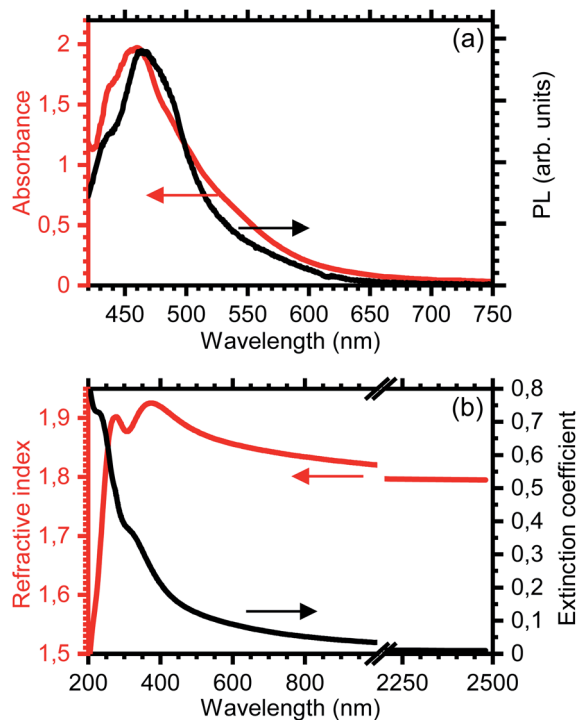 (a)
Absorbance
2
1,5
1
0,5
0
PL (arb. units)
450 500 550 600 650 700 750
Wavelength (nm)
(b)
Refractive index
1,9
1,8
1,7
1,6
1,5
Extinction coefficient
0,8
0,7
0,6
0,5
0,4
0,3
0,2
0,1
0
200 400 600 800 2250 2500
Wavelength (nm)